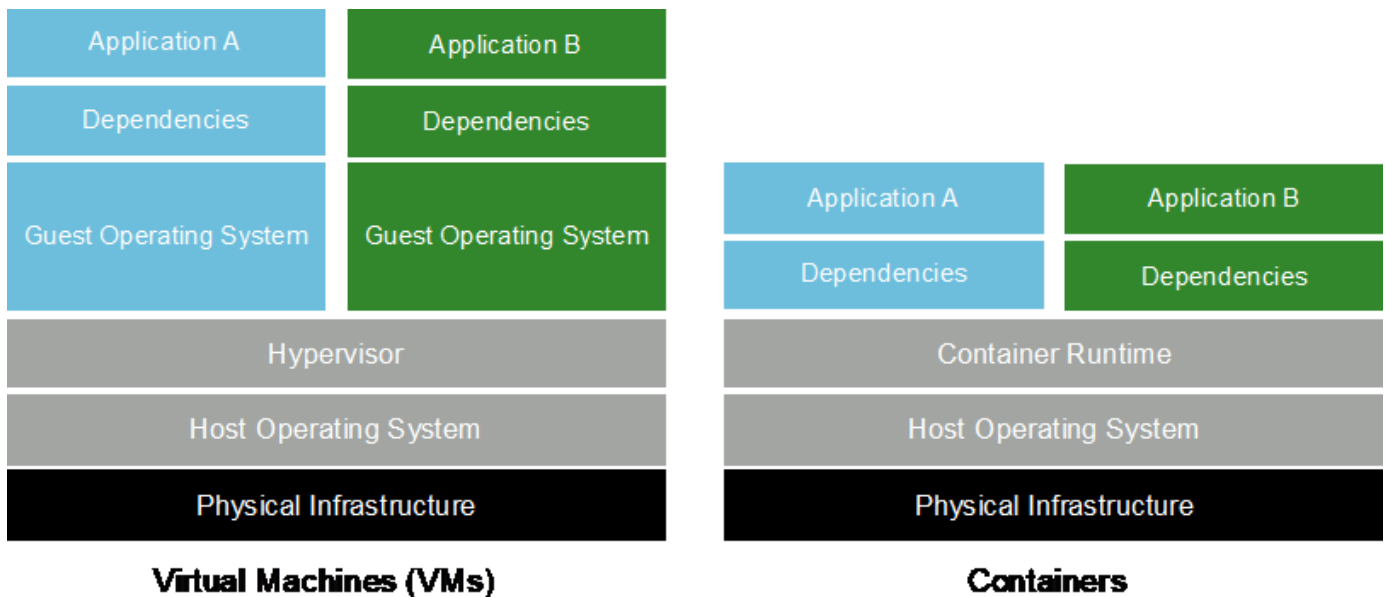 Application A
Application B
Dependencies
Dependencies
Guest Operating System
Guest Operating System
Hypervisor
Host Operating System
Physical Infrastructure
Virtual Machines (VMs)
Application A
Application B
Dependencies
Dependencies
Container Runtime
Host Operating System
Physical Infrastructure
Containers